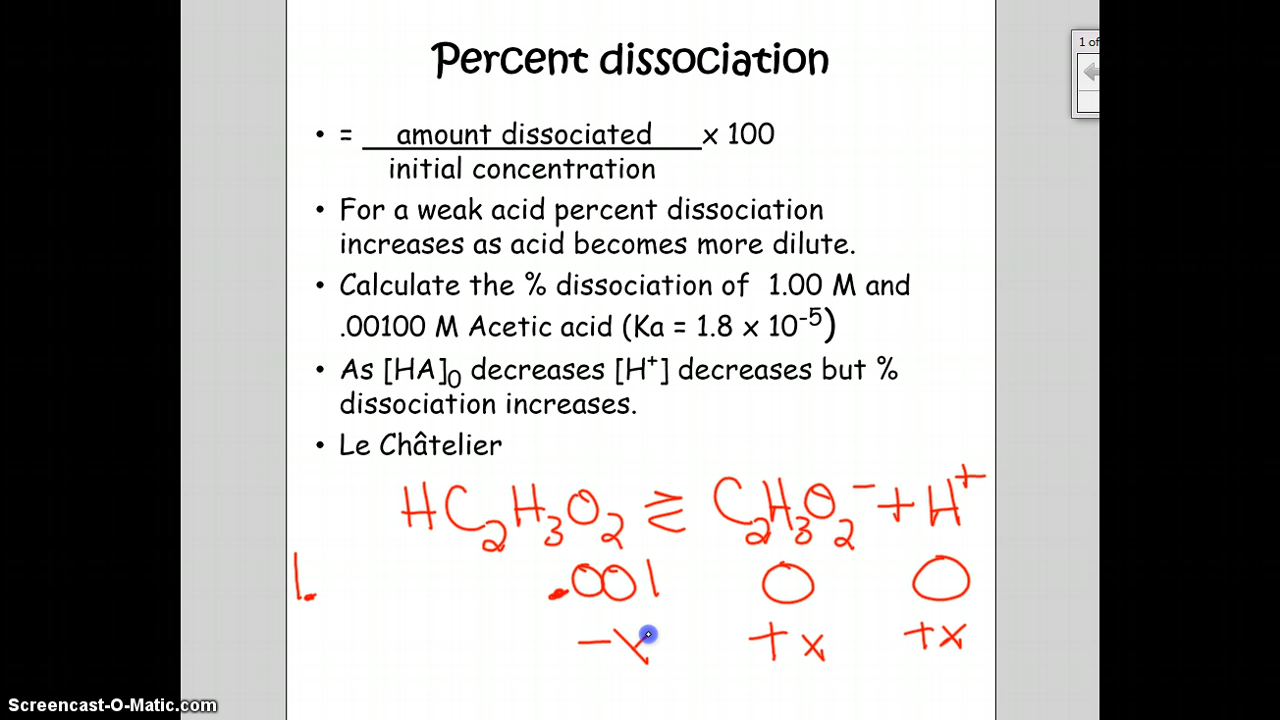 Percent dissociation
1 of
• = amount dissociated x 100
initial concentration
• For a weak acid percent dissociation
increases as acid becomes more dilute.
• Calculate the % dissociation of 1.00 M and
.00100 M Acetic acid (Ka = 1.8 x 10⁻⁵)
• As [HA]₀ decreases [H⁺] decreases but %
dissociation increases.
• Le Châtelier
HC₂H₃O₂ ⇄ C₂H₃O₂⁻ + H⁺
I. .001 0 0
-x +x +x
Screencast-O-Matic.com